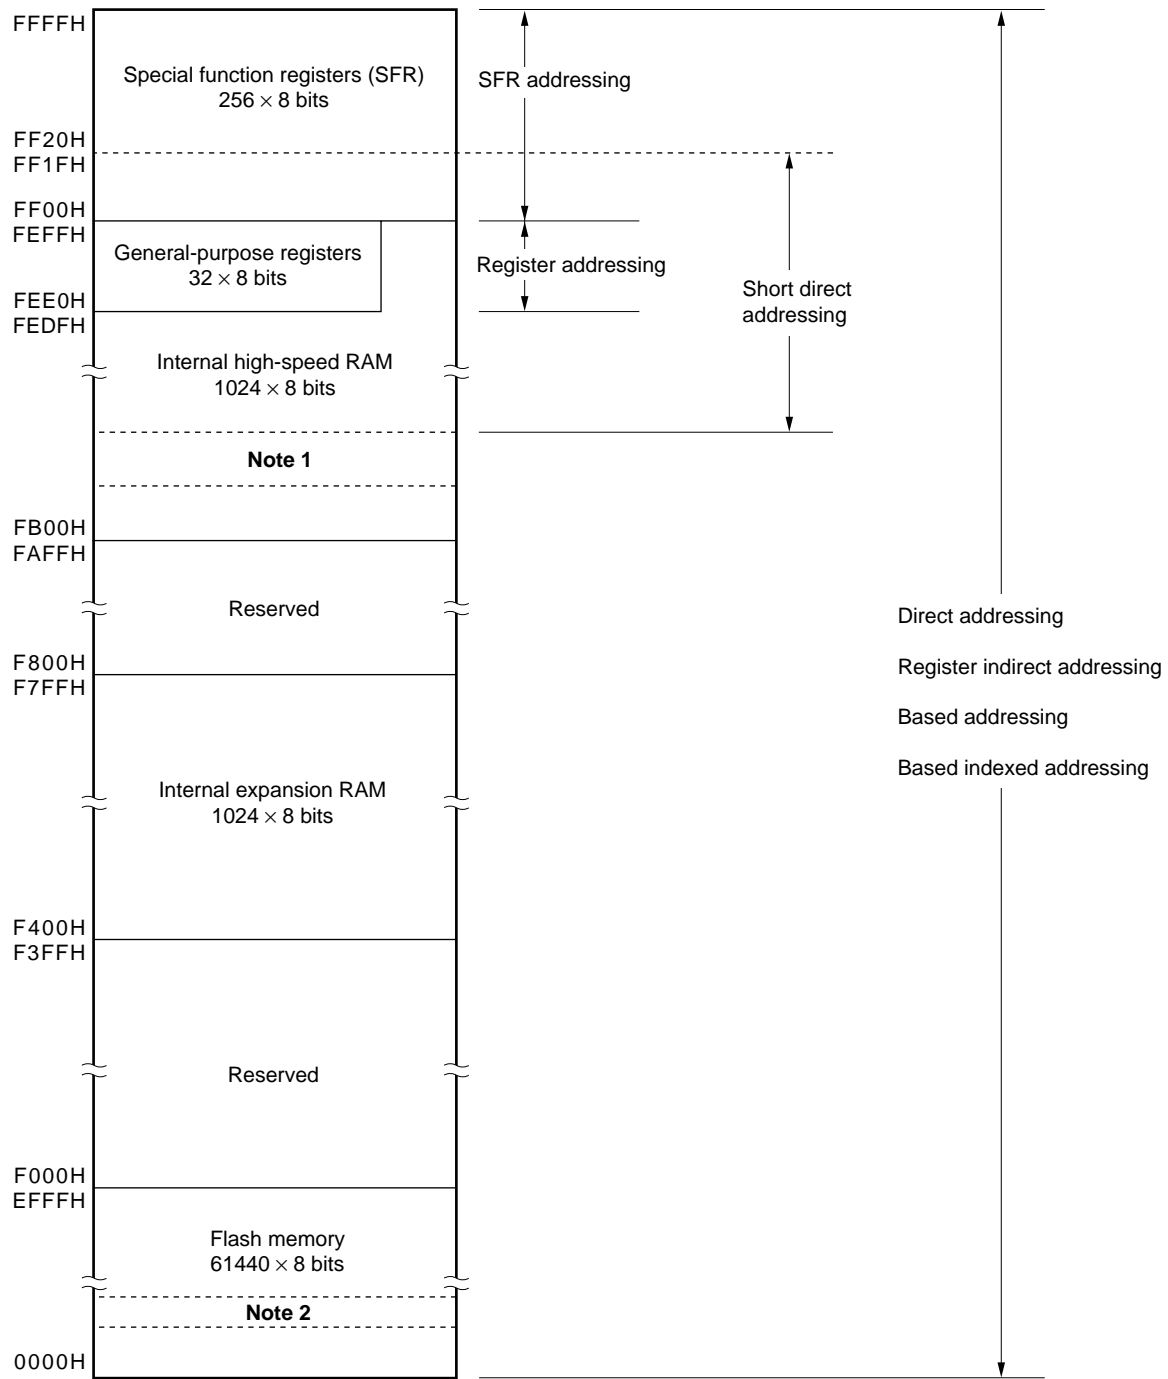 FFFFH
Special function registers (SFR)
256 × 8 bits
SFR addressing
FF20H
FF1FH
FF00H
FEFFH
General-purpose registers
32 × 8 bits
Register addressing
Short direct
addressing
FEE0H
FEDFH
Internal high-speed RAM
1024 × 8 bits
Note 1
FB00H
FAFFH
Reserved
Direct addressing
Register indirect addressing
Based addressing
Based indexed addressing
F800H
F7FFH
Internal expansion RAM
1024 × 8 bits
F400H
F3FFH
Reserved
F000H
EFFFH
Flash memory
61440 × 8 bits
Note 2
0000H